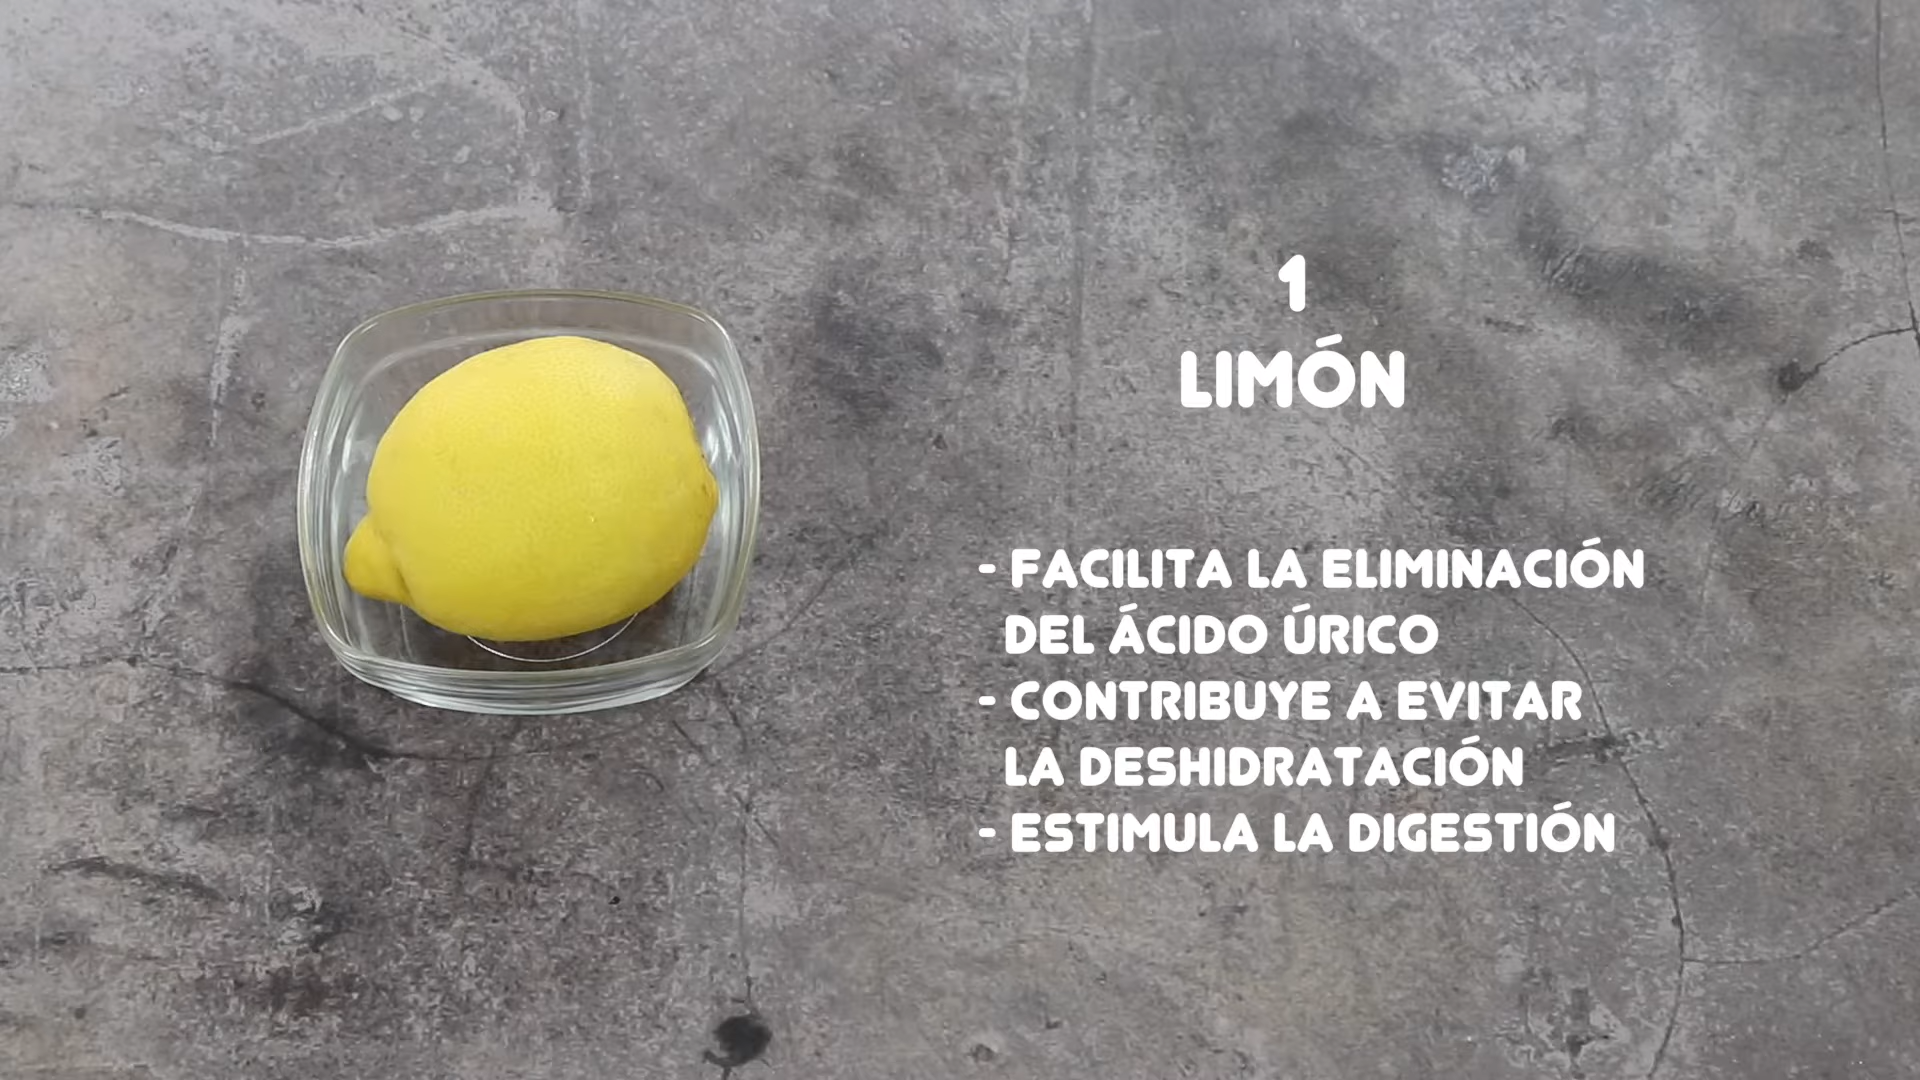 1
LIMÓN
- FACILITA LA ELIMINACIÓN
DEL ÁCIDO ÚRICO
- CONTRIBUYE A EVITAR
LA DESHIDRATACIÓN
- ESTIMULA LA DIGESTIÓN